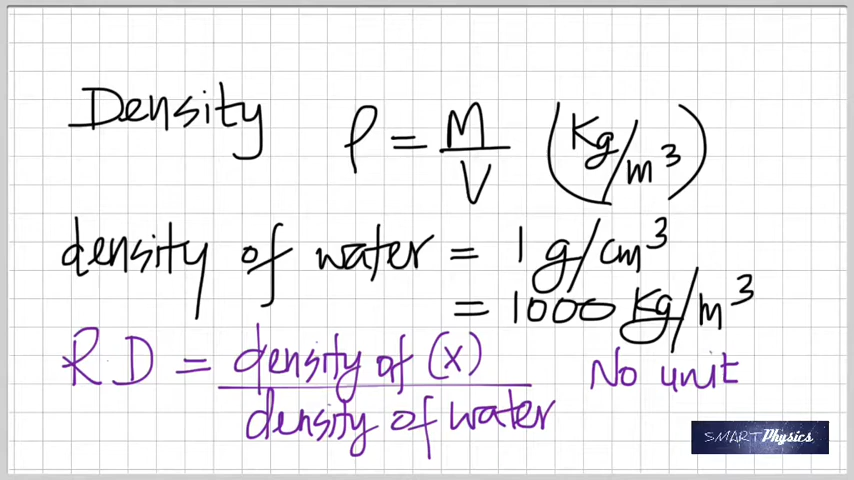 Density ρ = M/V (Kg/m³)
density of water = 1 g/cm³
= 1000 Kg/m³
RD = density of (x) / density of water No unit
SMART Physics